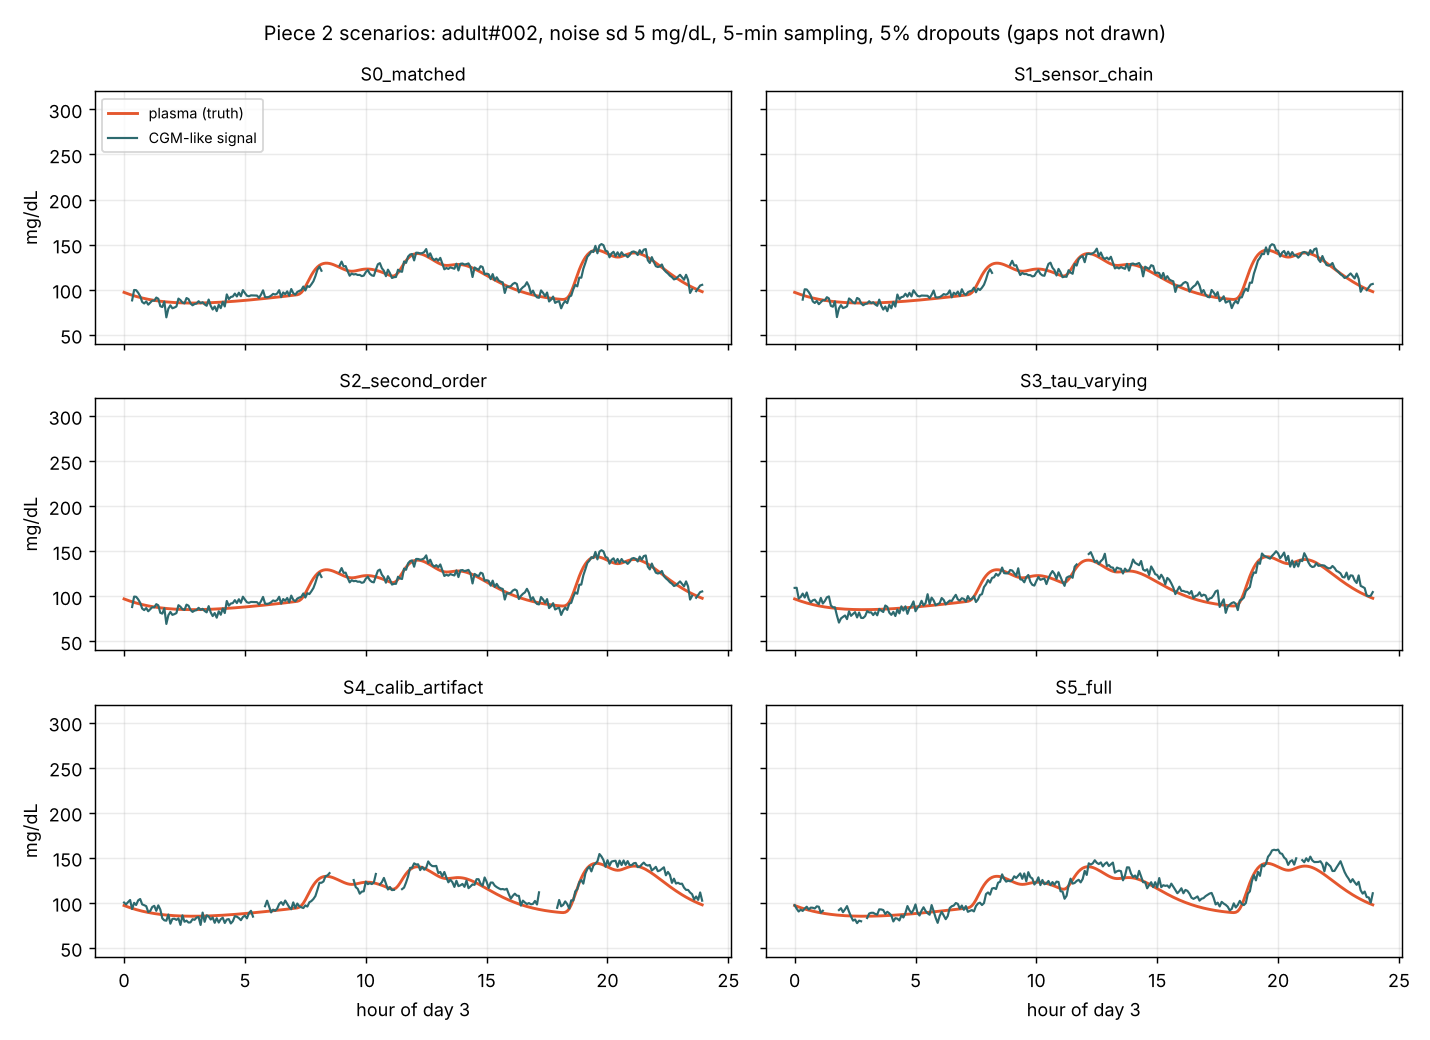 Piece 2 scenarios: adult#002, noise sd 5 mg/dL, 5-min sampling, 5% dropouts (gaps not drawn)
S0_matched
S1_sensor_chain
plasma (truth)
CGM-like signal
300
250
200
150
100
50
mg/dL
S2_second_order
S3_tau_varying
300
250
200
150
100
50
mg/dL
S4_calib_artifact
S5_full
300
250
200
150
100
50
mg/dL
0 5 10 15 20 25
0 5 10 15 20 25
hour of day 3
hour of day 3